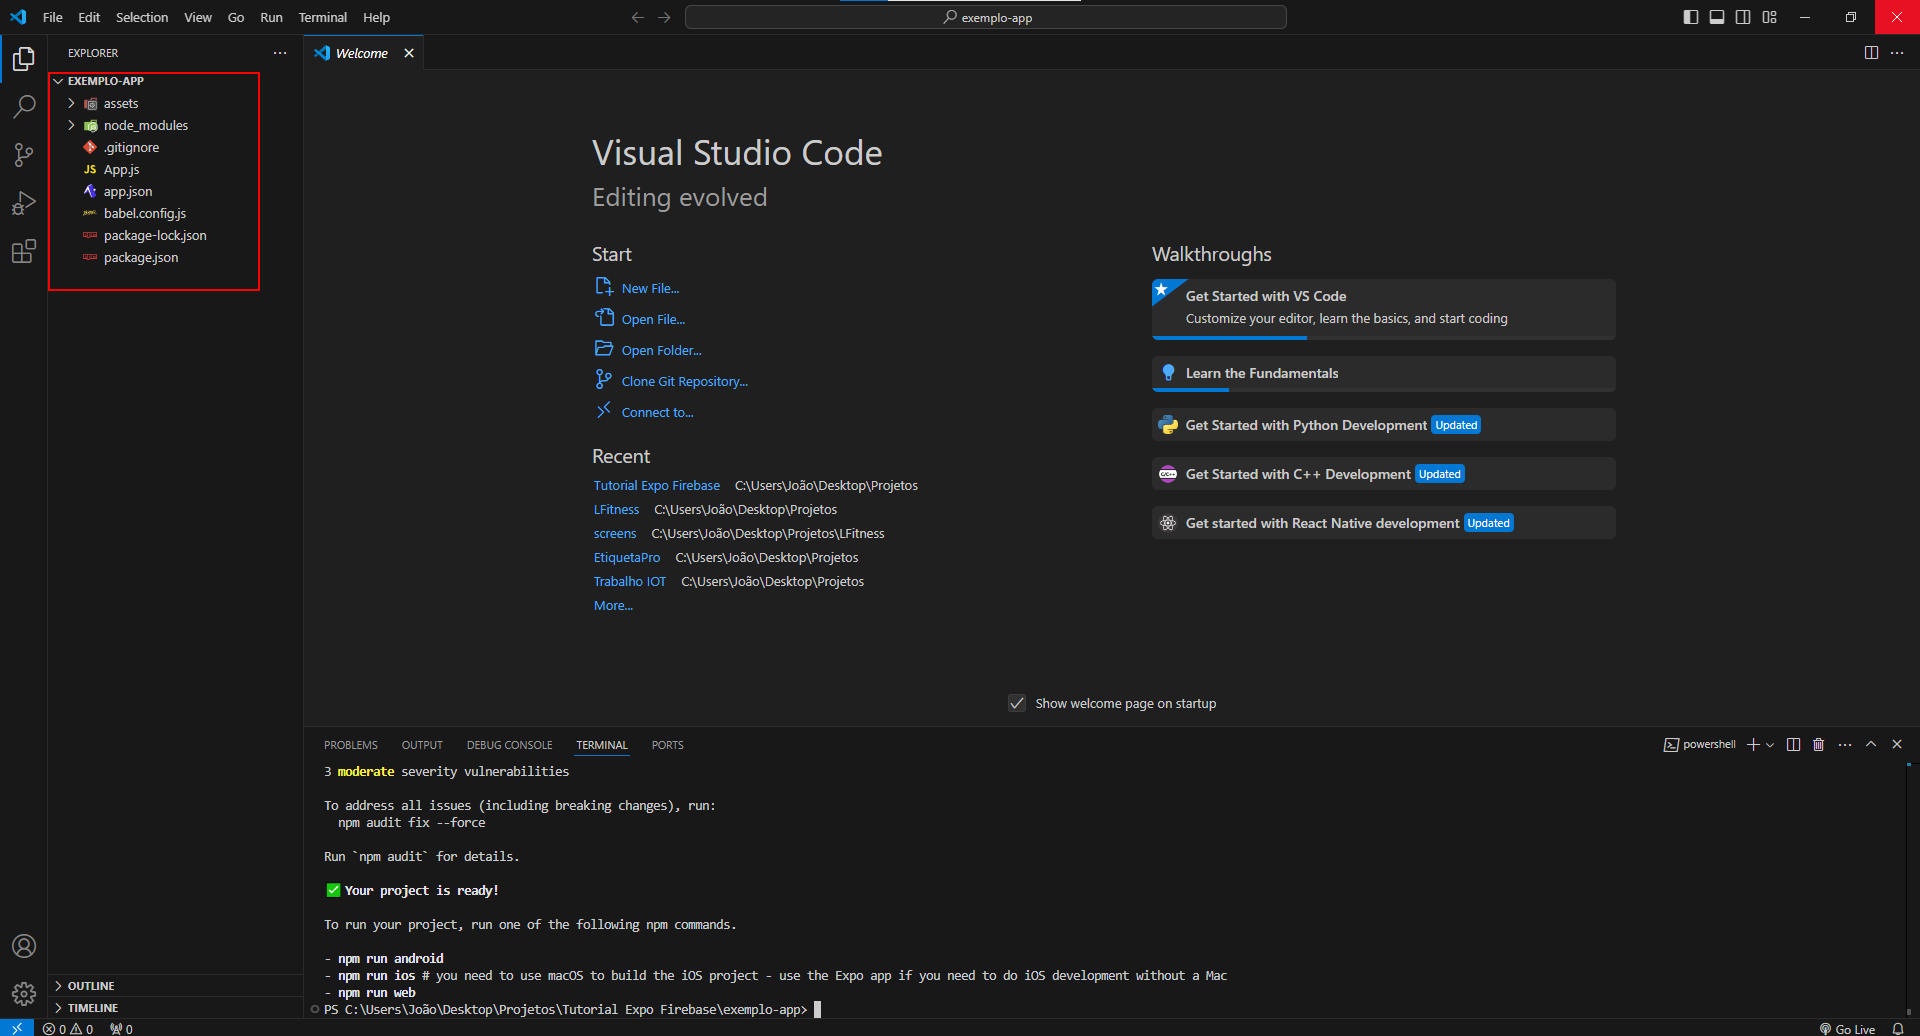 File Edit Selection View Go Run Terminal Help
exemplo-app
EXPLORER
EXEMPLO-APP
assets
node_modules
.gitignore
JS App.js
app.json
babel.config.js
package-lock.json
package.json
OUTLINE
TIMELINE
Welcome
Visual Studio Code
Editing evolved
Start
New File...
Open File...
Open Folder...
Clone Git Repository...
Connect to...
Recent
Tutorial Expo Firebase C:\Users\João\Desktop\Projetos
LFitness C:\Users\João\Desktop\Projetos
screens C:\Users\João\Desktop\Projetos\LFitness
EtiquetaPro C:\Users\João\Desktop\Projetos
Trabalho IOT C:\Users\João\Desktop\Projetos
More...
Walkthroughs
Get Started with VS Code
Customize your editor, learn the basics, and start coding
Learn the Fundamentals
Get Started with Python Development Updated
Get Started with C++ Development Updated
Get started with React Native development Updated
Show welcome page on startup
PROBLEMS OUTPUT DEBUG CONSOLE TERMINAL PORTS
powershell
3 moderate severity vulnerabilities
To address all issues (including breaking changes), run:
npm audit fix --force
Run `npm audit` for details.
✅ Your project is ready!
To run your project, run one of the following npm commands.
- npm run android
- npm run ios # you need to use macOS to build the iOS project - use the Expo app if you need to do iOS development without a Mac
- npm run web
PS C:\Users\João\Desktop\Projetos\Tutorial Expo Firebase\exemplo-app>
0 0 0
Go Live